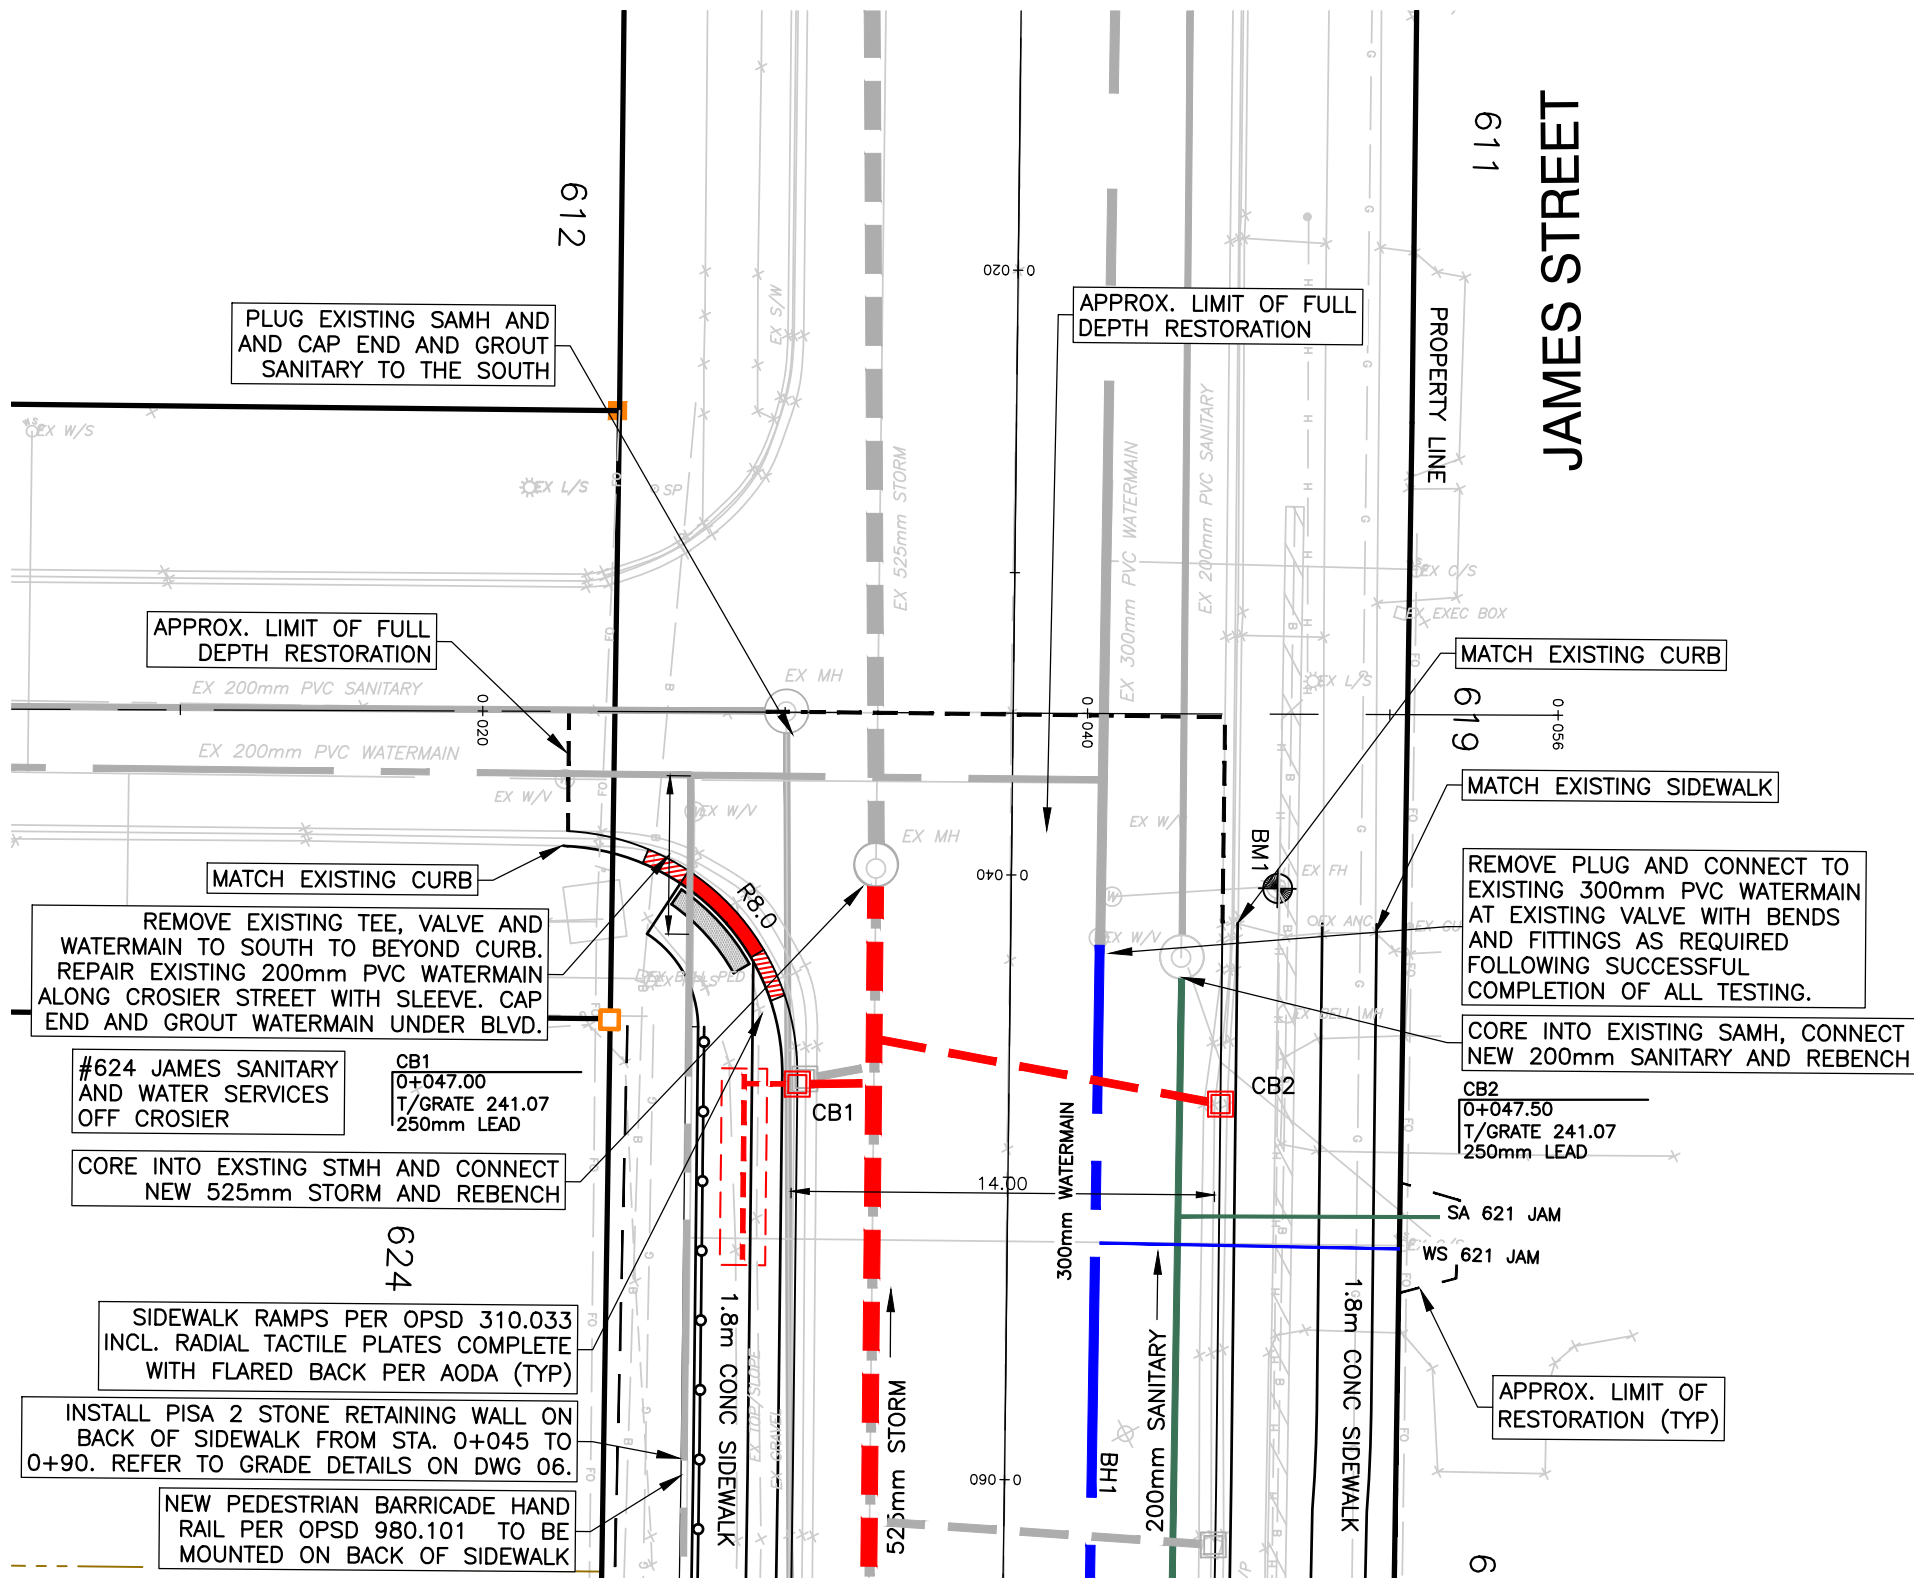 JAMES STREET
611
612
PROPERTY LINE
0+020
EX S/W
PLUG EXISTING SAMH AND
AND CAP END AND GROUT
SANITARY TO THE SOUTH
APPROX. LIMIT OF FULL
DEPTH RESTORATION
EX W/S
EX L/S
SP
EX 525mm STORM
EX 300mm PVC WATERMAIN
EX 200mm PVC SANITARY
EX C/S
EX EXEC BOX
APPROX. LIMIT OF FULL
DEPTH RESTORATION
EX MH
EX L/S
MATCH EXISTING CURB
619
EX 200mm PVC SANITARY
0+020
0+040
0+056
EX 200mm PVC WATERMAIN
EX W/V
EX W/V
EX W/V
EX MH
MATCH EXISTING SIDEWALK
BM1
EX FH
0+040
MATCH EXISTING CURB
R8.0
EX ANC
EX W/V
REMOVE EXISTING TEE, VALVE AND
WATERMAIN TO SOUTH TO BEYOND CURB.
REPAIR EXISTING 200mm PVC WATERMAIN
ALONG CROSIER STREET WITH SLEEVE. CAP
END AND GROUT WATERMAIN UNDER BLVD.
REMOVE PLUG AND CONNECT TO
EXISTING 300mm PVC WATERMAIN
AT EXISTING VALVE WITH BENDS
AND FITTINGS AS REQUIRED
FOLLOWING SUCCESSFUL
COMPLETION OF ALL TESTING.
EX BELL MH
CORE INTO EXISTING SAMH, CONNECT
NEW 200mm SANITARY AND REBENCH
#624 JAMES SANITARY
AND WATER SERVICES
OFF CROSIER
CB1
0+047.00
T/GRATE 241.07
250mm LEAD
CB1
CB2
CB2
0+047.50
T/GRATE 241.07
250mm LEAD
CORE INTO EXSTING STMH AND CONNECT
NEW 525mm STORM AND REBENCH
14.00
300mm WATERMAIN
SA 621 JAM
WS 621 JAM
624
SIDEWALK RAMPS PER OPSD 310.033
INCL. RADIAL TACTILE PLATES COMPLETE
WITH FLARED BACK PER AODA (TYP)
1.8m CONC SIDEWALK
EX GRAVEL
525mm STORM
200mm SANITARY
BH1
1.8m CONC SIDEWALK
APPROX. LIMIT OF
RESTORATION (TYP)
INSTALL PISA 2 STONE RETAINING WALL ON
BACK OF SIDEWALK FROM STA. 0+045 TO
0+90. REFER TO GRADE DETAILS ON DWG 06.
0+060
NEW PEDESTRIAN BARRICADE HAND
RAIL PER OPSD 980.101 TO BE
MOUNTED ON BACK OF SIDEWALK
6